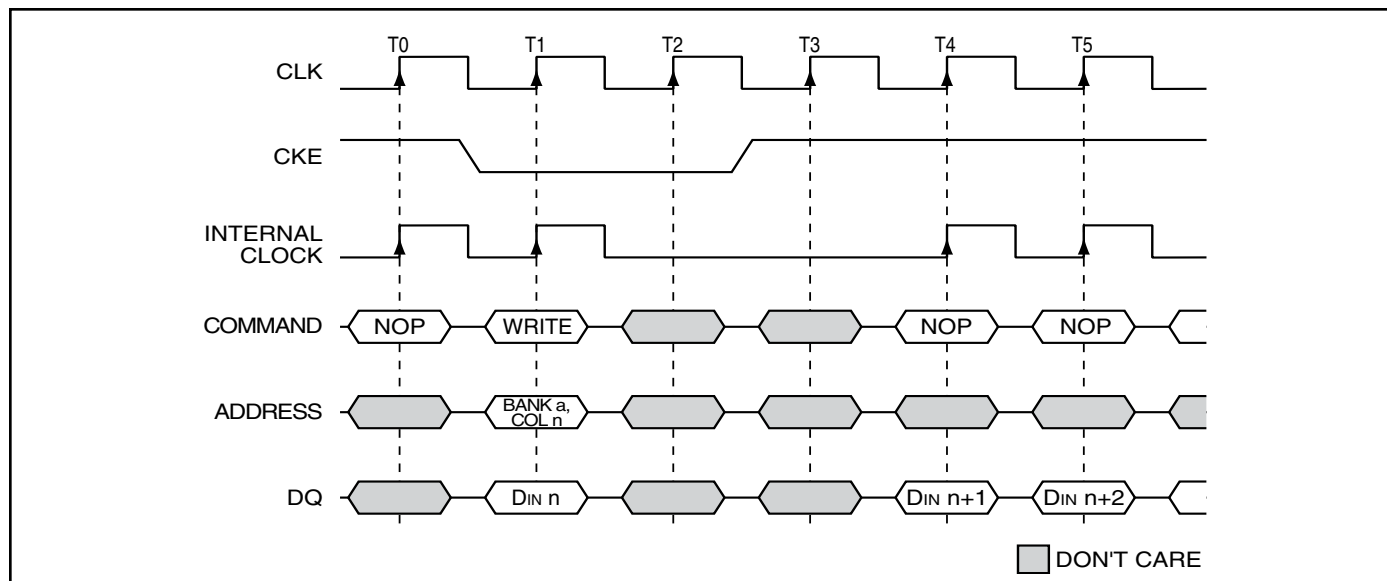 T0 T1 T2 T3 T4 T5
CLK
CKE
INTERNAL
CLOCK
COMMAND NOP WRITE NOP NOP
ADDRESS BANK a,
COL n
DQ DIN n DIN n+1 DIN n+2
DON'T CARE